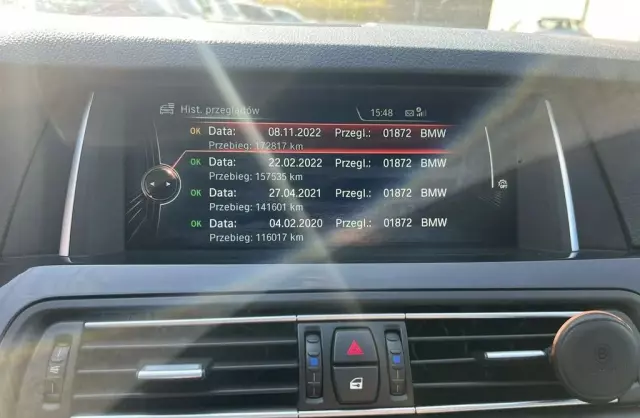 Hist. przeglądów 15:48
OK Data: 08.11.2022 Przegl.: 01872 BMW
Przebieg: 172817 km
OK Data: 22.02.2022 Przegl.: 01872 BMW
Przebieg: 157535 km
OK Data: 27.04.2021 Przegl.: 01872 BMW
Przebieg: 141601 km
OK Data: 04.02.2020 Przegl.: 01872 BMW
Przebieg: 116017 km